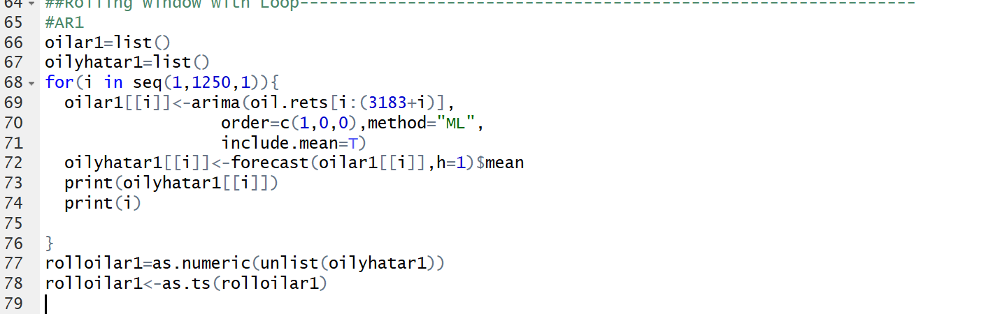 64 ##Rolling Window with Loop---------------------------------------------------------------
65 #AR1
66 oilar1=list()
67 oilyhatar1=list()
68 for(i in seq(1,1250,1)){
69   oilar1[[i]]<-arima(oil.rets[i:(3183+i)],
70                   order=c(1,0,0),method="ML",
71                   include.mean=T)
72   oilyhatar1[[i]]<-forecast(oilar1[[i]],h=1)$mean
73   print(oilyhatar1[[i]])
74   print(i)
75
76 }
77 rolloilar1=as.numeric(unlist(oilyhatar1))
78 rolloilar1<-as.ts(rolloilar1)
79